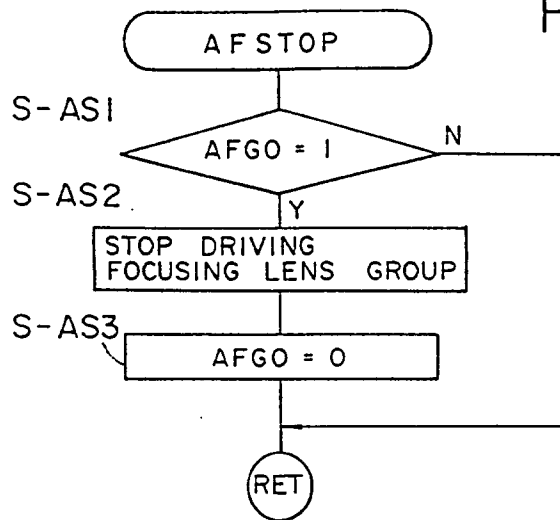 AFSTOP
S-AS1
AFGO = 1
N
S-AS2
Y
STOP DRIVING
FOCUSING LENS GROUP
S-AS3
AFGO = 0
RET